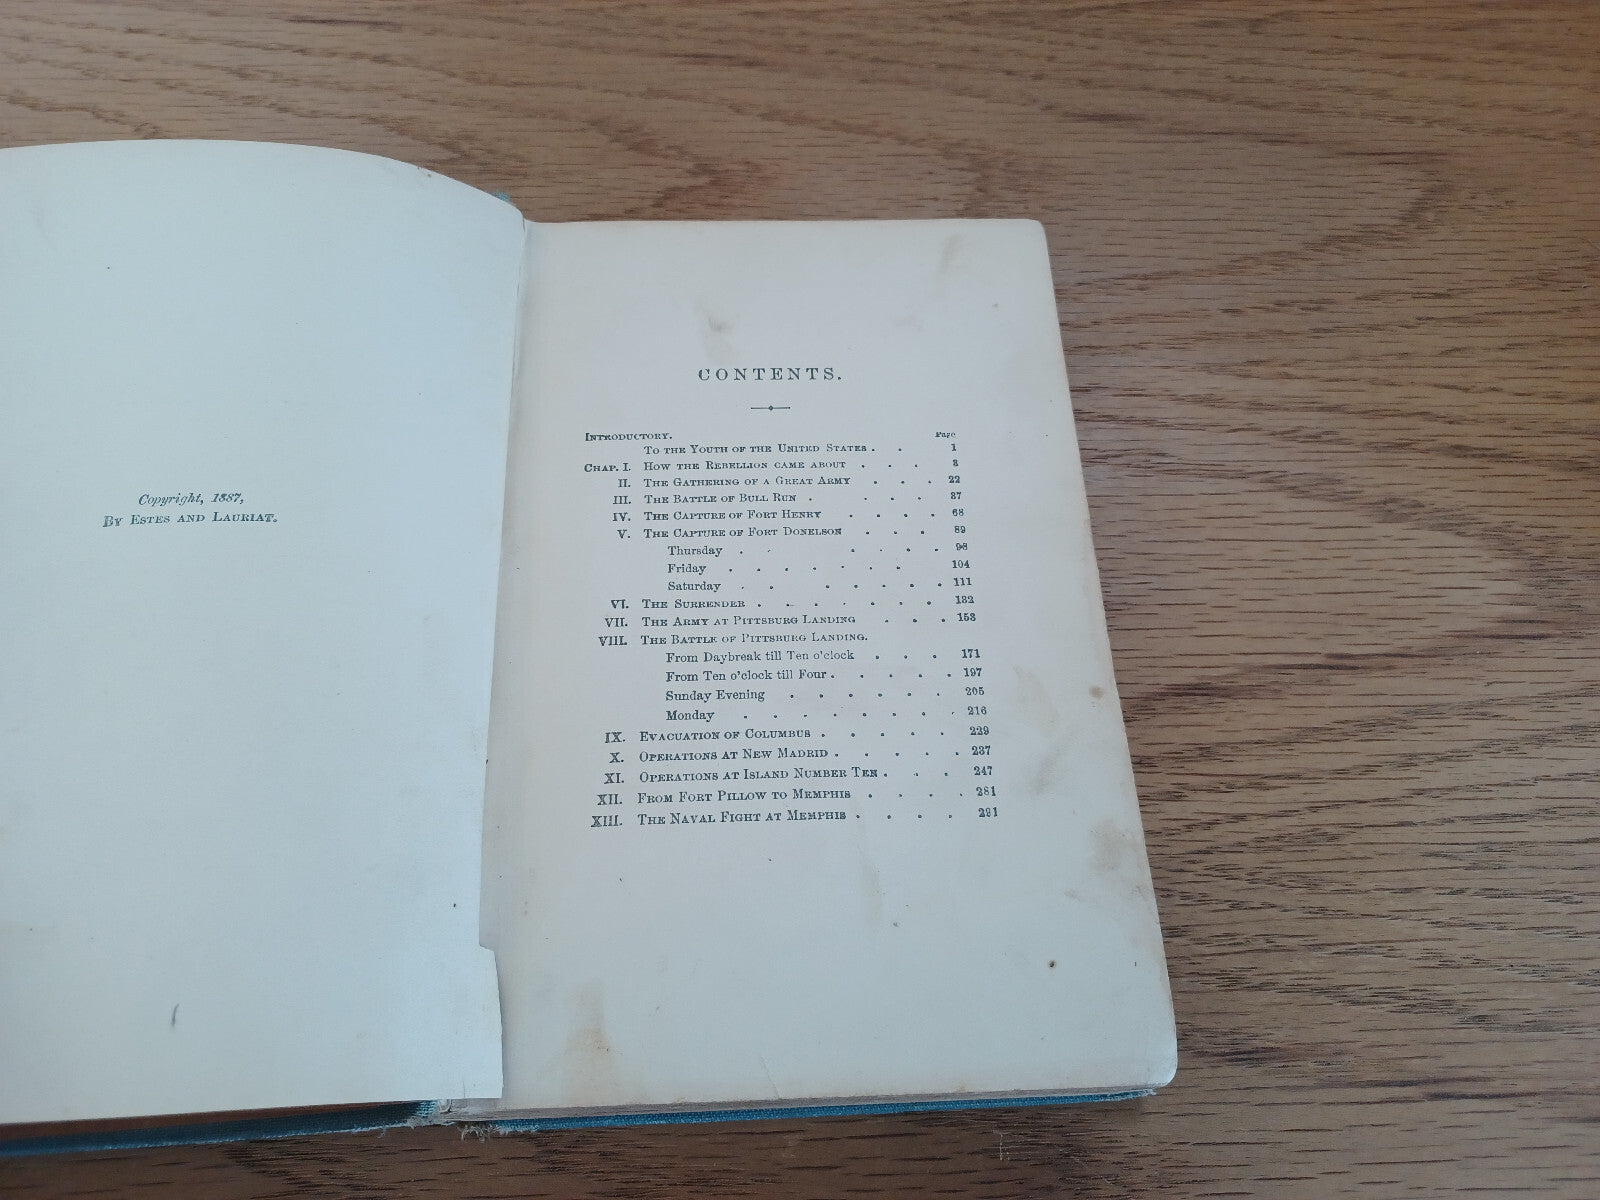 Copyright, 1887,
By Estes and Lauriat.
CONTENTS.
Introductory. Page
To the Youth of the United States . . 1
Chap. I. How the Rebellion came about . . . 3
II. The Gathering of a Great Army . . . 22
III. The Battle of Bull Run . . . . 37
IV. The Capture of Fort Henry . . . . 68
V. The Capture of Fort Donelson . . . 89
Thursday . . . . . . 98
Friday . . . . . . . 104
Saturday . . . . . . . 111
VI. The Surrender . . . . . . . 132
VII. The Army at Pittsburg Landing . . . 153
VIII. The Battle of Pittsburg Landing.
From Daybreak till Ten o'clock . . . 171
From Ten o'clock till Four . . . . . 197
Sunday Evening . . . . . . 205
Monday . . . . . . . . 216
IX. Evacuation of Columbus . . . . . 229
X. Operations at New Madrid . . . . . 237
XI. Operations at Island Number Ten . . . 247
XII. From Fort Pillow to Memphis . . . . 281
XIII. The Naval Fight at Memphis . . . . 291